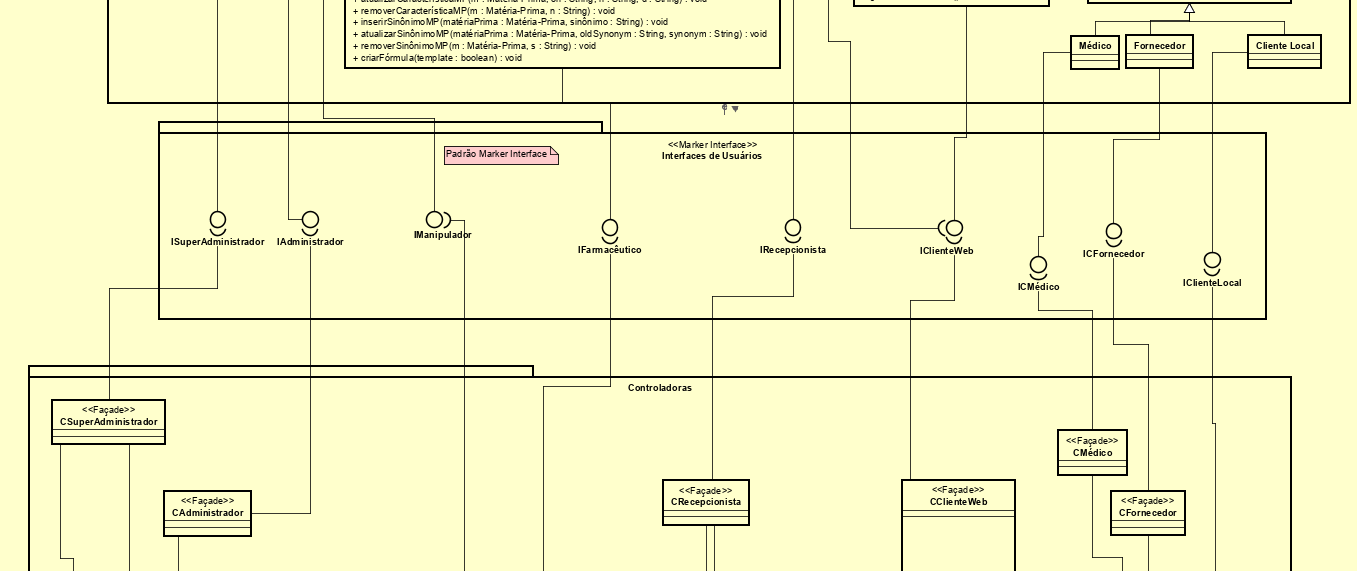 + removerCaracterísticaMP(m : Matéria-Prima, n : String) : void
+ inserirSinônimoMP(matériaPrima : Matéria-Prima, sinônimo : String) : void
+ atualizarSinônimoMP(matériaPrima : Matéria-Prima, oldSynonym : String, synonym : String) : void
+ removerSinônimoMP(m : Matéria-Prima, s : String) : void
+ criarFórmula(template : boolean) : void
Médico
Fornecedor
Cliente Local
Padrão Marker Interface
<<Marker Interface>>
Interfaces de Usuários
ISuperAdministrador
IAdministrador
IManipulador
IFarmacêutico
IRecepcionista
IClienteWeb
ICMédico
ICFornecedor
IClienteLocal
Controladoras
<<Façade>>
CSuperAdministrador
<<Façade>>
CAdministrador
<<Façade>>
CRecepcionista
<<Façade>>
CClienteWeb
<<Façade>>
CMédico
<<Façade>>
CFornecedor